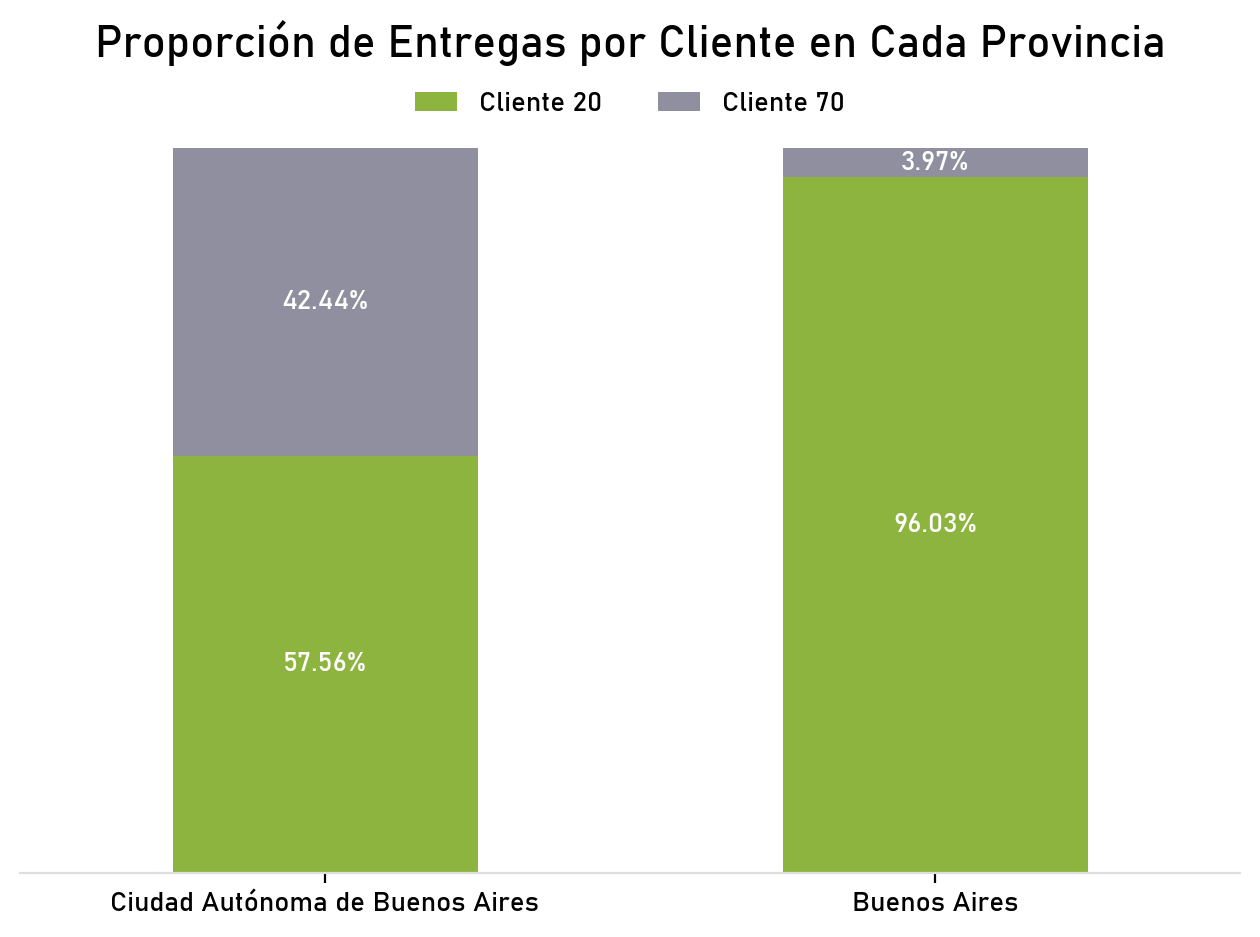 Proporción de Entregas por Cliente en Cada Provincia
Cliente 20 Cliente 70
3.97%
42.44%
96.03%
57.56%
Ciudad Autónoma de Buenos Aires Buenos Aires